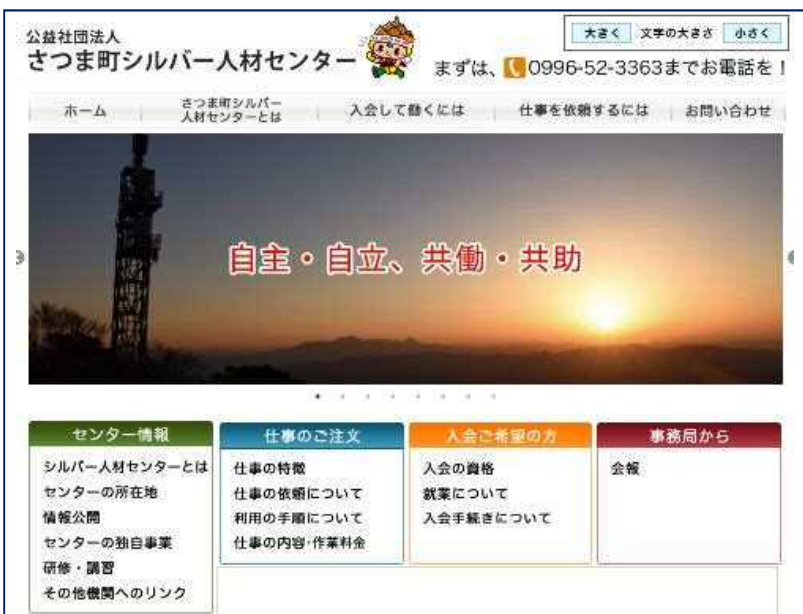 公益社団法人
さつま町シルバー人材センター
大きく 文字の大きさ 小さく
まずは、0996-52-3363までお電話を!
ホーム
さつま町シルバー
人材センターとは
入会して働くには
仕事を依頼するには
お問い合わせ
自主・自立、共働・共助
センター情報
シルバー人材センターとは
センターの所在地
情報公開
センターの独自事業
研修・講習
その他機関へのリンク
仕事のご注文
仕事の特徴
仕事の依頼について
利用の手順について
仕事の内容・作業料金
入会ご希望の方
入会の資格
就業について
入会手続きについて
事務局から
会報